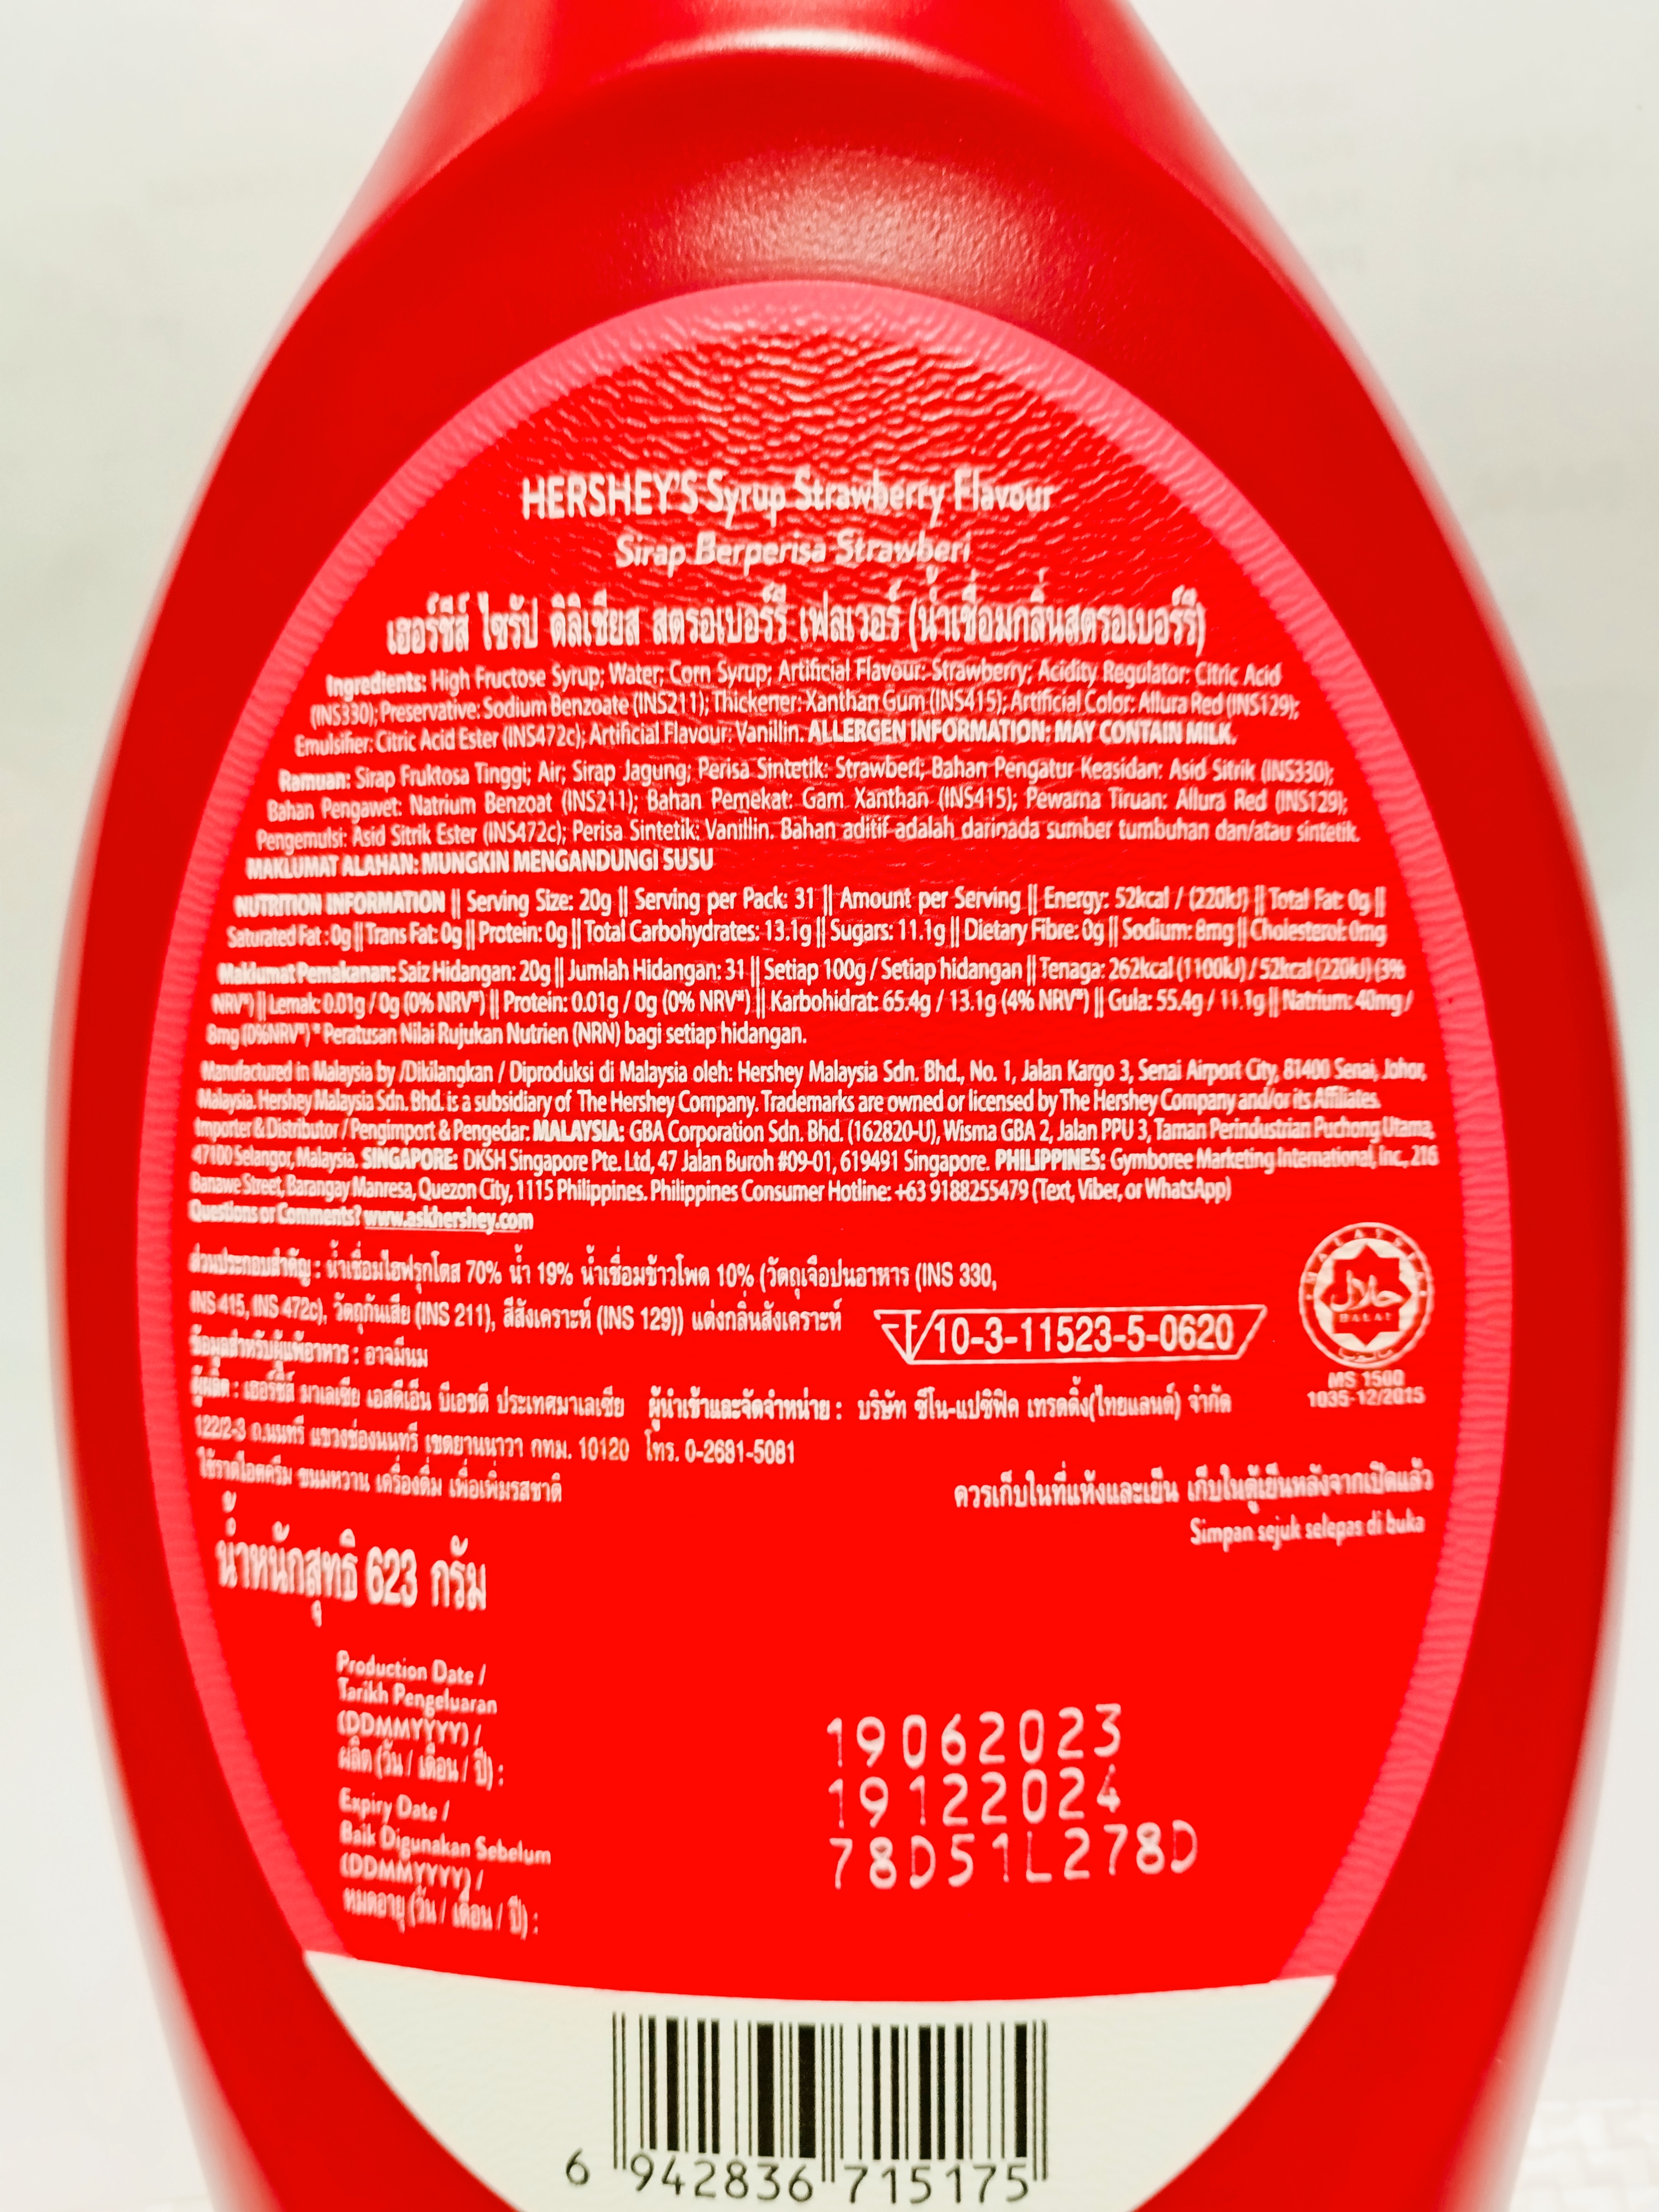 HERSHEY'S Syrup Strawberry Flavour
Sirap Berperisa Strawberi
เฮอร์ชีส์ ไซรัป ดิลิเชียส สตรอเบอร์รี เฟลเวอร์ (น้ำเชื่อมกลิ่นสตรอเบอร์รี)
Ingredients: High Fructose Syrup; Water; Corn Syrup; Artificial Flavour: Strawberry; Acidity Regulator: Citric Acid
(INS330); Preservative: Sodium Benzoate (INS211); Thickener: Xanthan Gum (INS415); Artificial Color: Allura Red (INS129);
Emulsifier: Citric Acid Ester (INS472c); Artificial Flavour: Vanillin. ALLERGEN INFORMATION: MAY CONTAIN MILK.
Ramuan: Sirap Fruktosa Tinggi; Air; Sirap Jagung; Perisa Sintetik: Strawberi; Bahan Pengatur Keasidan: Asid Sitrik (INS330);
Bahan Pengawet: Natrium Benzoat (INS211); Bahan Pemekat: Gam Xanthan (INS415); Pewarna Tiruan: Allura Red (INS129);
Pengemulsi: Asid Sitrik Ester (INS472c); Perisa Sintetik: Vanillin. Bahan aditif adalah daripada sumber tumbuhan dan/atau sintetik.
MAKLUMAT ALAHAN: MUNGKIN MENGANDUNGI SUSU
NUTRITION INFORMATION || Serving Size: 20g || Serving per Pack: 31 || Amount per Serving || Energy: 52kcal / (220kJ) || Total Fat: 0g ||
Saturated Fat : 0g || Trans Fat: 0g || Protein: 0g || Total Carbohydrates: 13.1g || Sugars: 11.1g || Dietary Fibre: 0g || Sodium: 8mg || Cholesterol: 0mg
Maklumat Pemakanan: Saiz Hidangan: 20g || Jumlah Hidangan: 31 || Setiap 100g / Setiap hidangan || Tenaga: 262kcal (1100kJ) / 52kcal (220kJ) (3%
NRV*) || Lemak: 0.01g / 0g (0% NRV*) || Protein: 0.01g / 0g (0% NRV*) || Karbohidrat: 65.4g / 13.1g (4% NRV*) || Gula: 55.4g / 11.1g || Natrium: 40mg /
8mg (0%NRV*) * Peratusan Nilai Rujukan Nutrien (NRN) bagi setiap hidangan.
Manufactured in Malaysia by /Dikilangkan / Diproduksi di Malaysia oleh: Hershey Malaysia Sdn. Bhd., No. 1, Jalan Kargo 3, Senai Airport City, 81400 Senai, Johor,
Malaysia. Hershey Malaysia Sdn. Bhd. is a subsidiary of The Hershey Company. Trademarks are owned or licensed by The Hershey Company and/or its Affiliates.
Importer & Distributor / Pengimport & Pengedar: MALAYSIA: GBA Corporation Sdn. Bhd. (162820-U), Wisma GBA 2, Jalan PPU 3, Taman Perindustrian Puchong Utama,
47100 Selangor, Malaysia. SINGAPORE: DKSH Singapore Pte. Ltd, 47 Jalan Buroh #09-01, 619491 Singapore. PHILIPPINES: Gymboree Marketing International, Inc., 216
Banawe Street, Barangay Manresa, Quezon City, 1115 Philippines. Philippines Consumer Hotline: +63 9188255479 (Text, Viber, or WhatsApp)
Questions or Comments? www.askhershey.com
ส่วนประกอบสำคัญ : น้ำเชื่อมไฮฟรุกโตส 70% น้ำ 19% น้ำเชื่อมข้าวโพด 10% (วัตถุเจือปนอาหาร (INS 330,
INS 415, INS 472c), วัตถุกันเสีย (INS 211), สีสังเคราะห์ (INS 129)) แต่งกลิ่นสังเคราะห์
10-3-11523-5-0620
MALAYSIA
حلال
HALAL
ماليزيا
MS 1500
1035-12/2015
ข้อมูลสำหรับผู้แพ้อาหาร : อาจมีนม
ผู้ผลิต : เฮอร์ชีส์ มาเลเซีย เอสดีเอ็น บีเอชดี ประเทศมาเลเซีย ผู้นำเข้าและจัดจำหน่าย : บริษัท ซีโน-แปซิฟิค เทรดดิ้ง(ไทยแลนด์) จำกัด
122/2-3 ถ.นนทรี แขวงช่องนนทรี เขตยานนาวา กทม. 10120 โทร. 0-2681-5081
ใช้ราดไอศครีม ขนมหวาน เครื่องดื่ม เพื่อเพิ่มรสชาติ
ควรเก็บในที่แห้งและเย็น เก็บในตู้เย็นหลังจากเปิดแล้ว
Simpan sejuk selepas di buka
น้ำหนักสุทธิ 623 กรัม
Production Date /
Tarikh Pengeluaran
(DDMMYYYY) /
ผลิต (วัน / เดือน / ปี) :
19062023
Expiry Date /
Baik Digunakan Sebelum
(DDMMYYYY) /
หมดอายุ (วัน / เดือน / ปี) :
19122024
78D51L278D
6 942836 715175